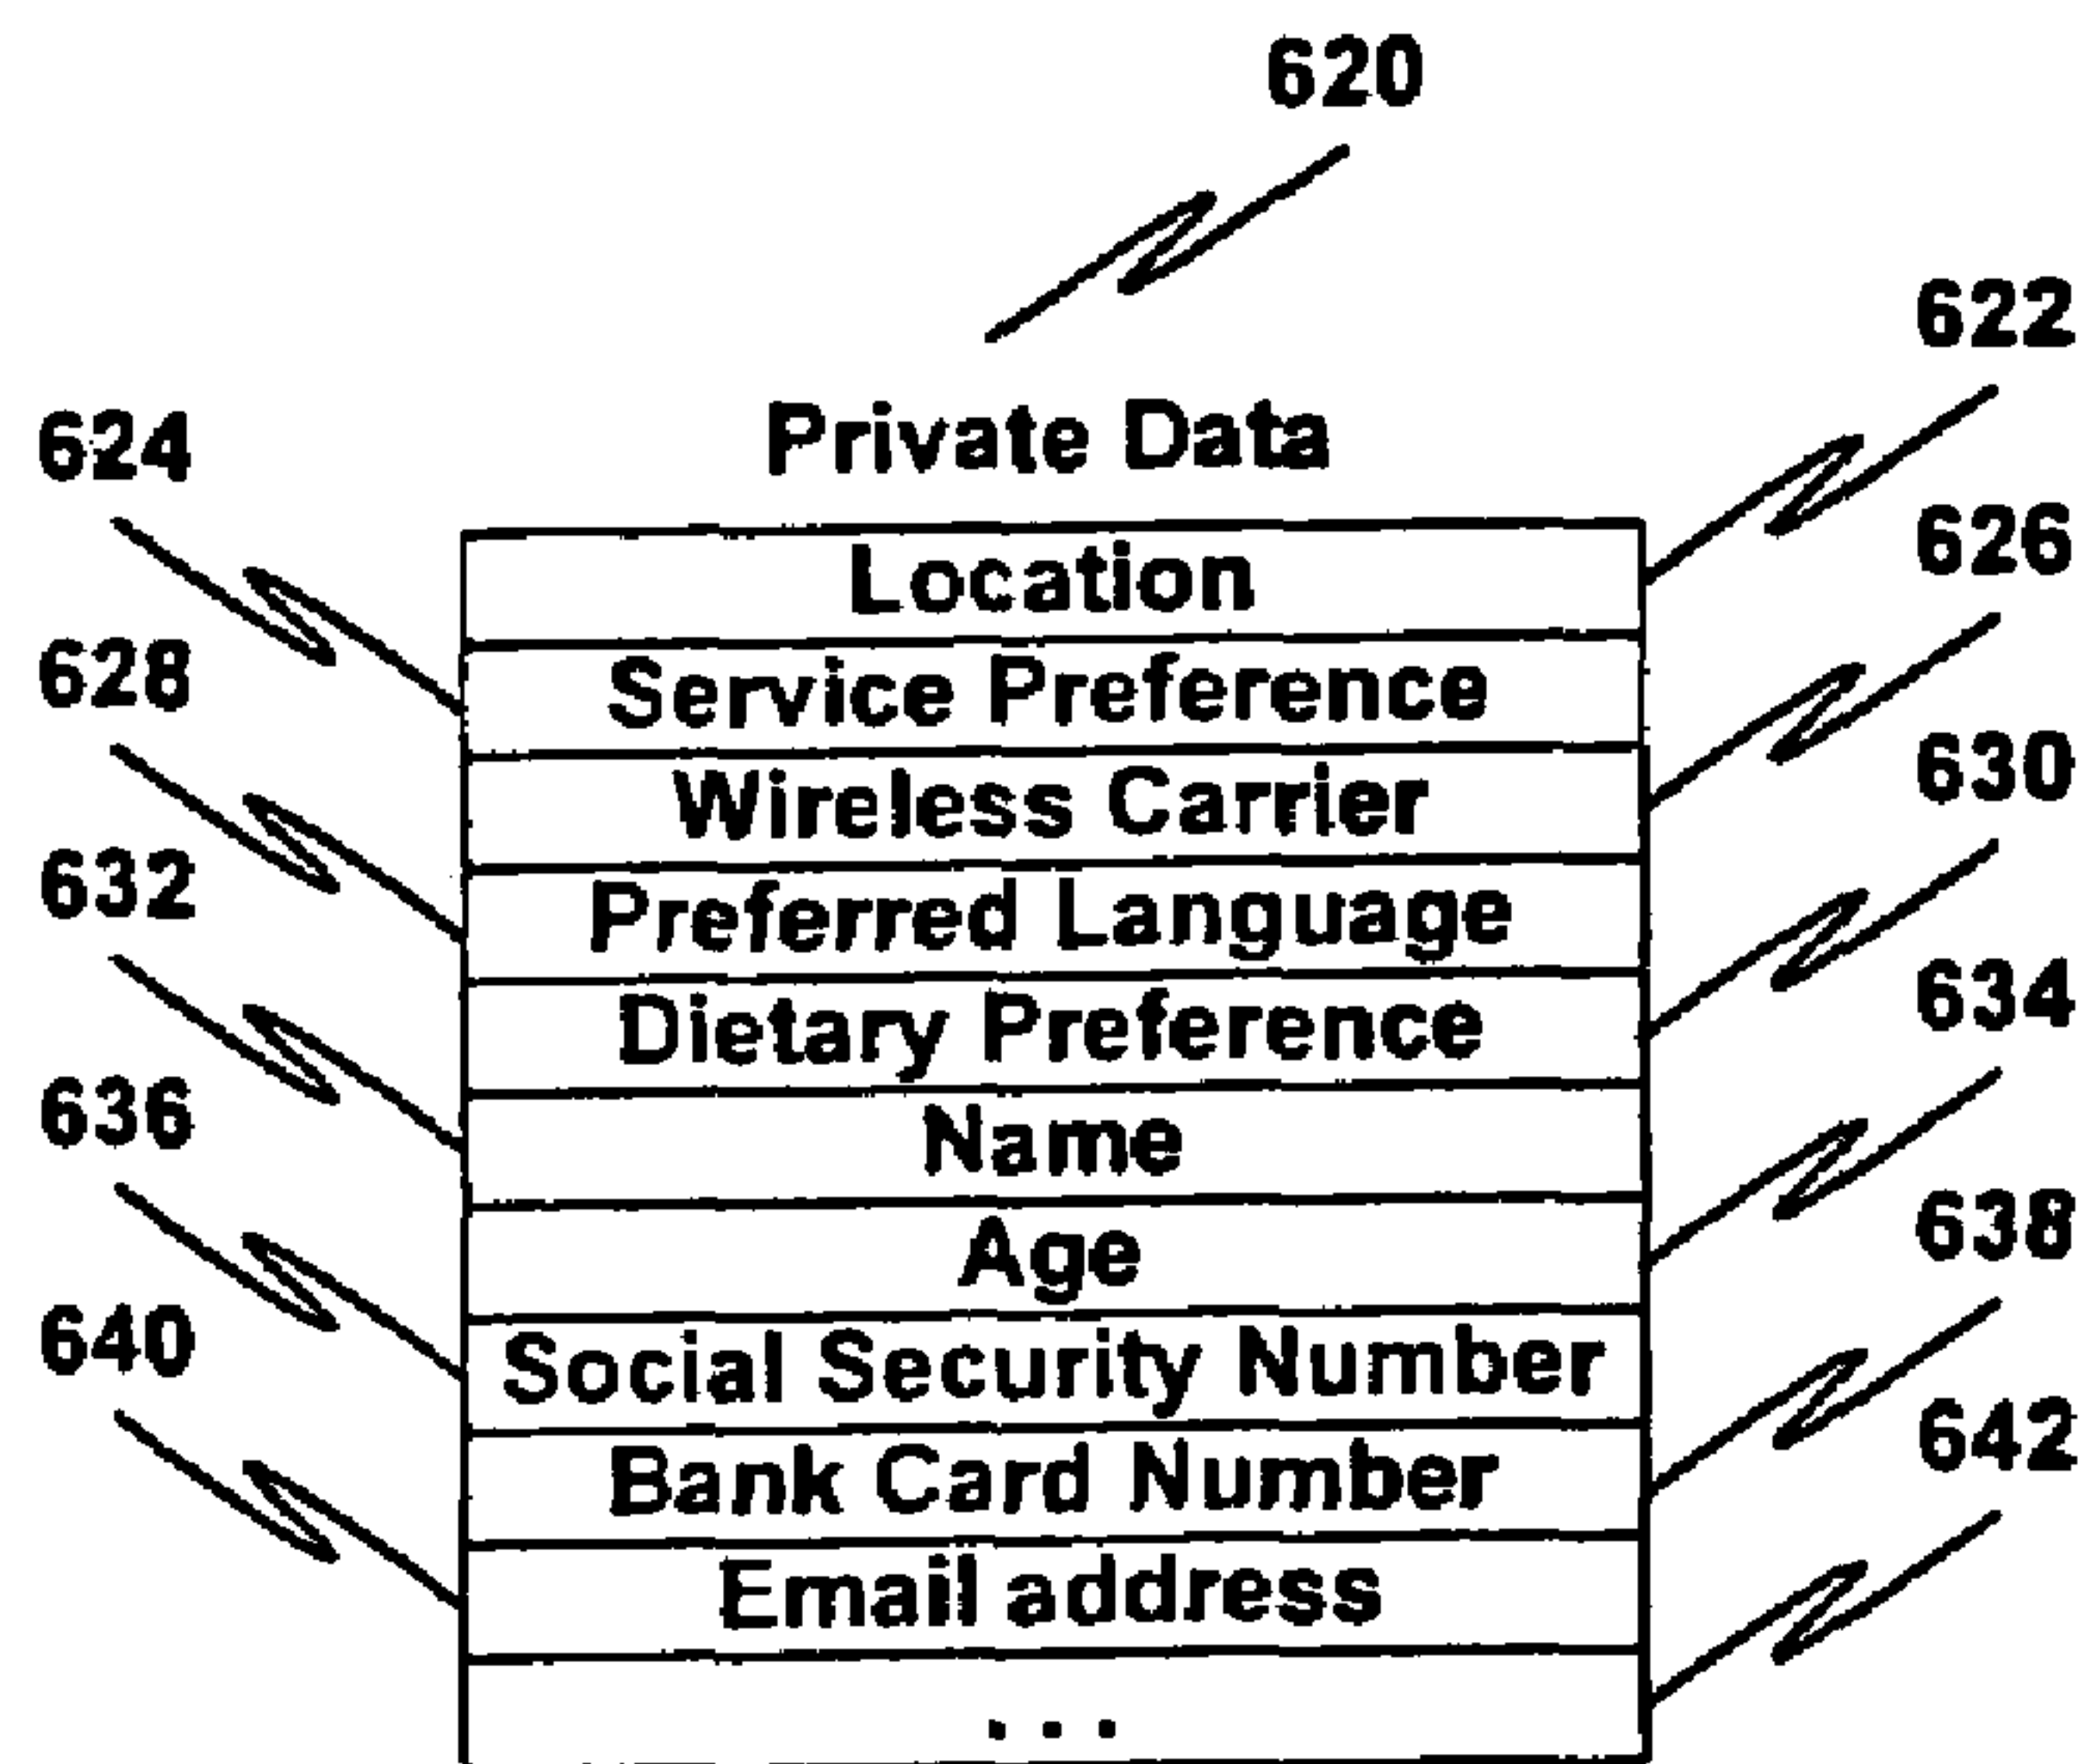 620
622
Private Data
624
Location
626
Service Preference
628
Wireless Carrier
630
Preferred Language
632
Dietary Preference
634
Name
636
Age
638
Social Security Number
640
Bank Card Number
642
Email address
...